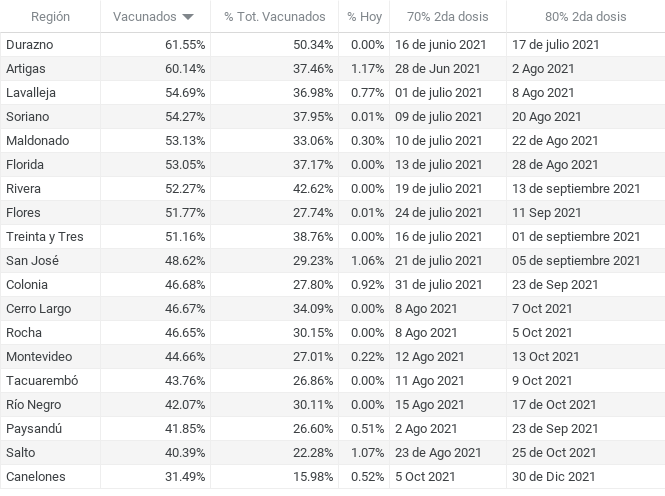 Región Vacunados % Tot. Vacunados % Hoy 70% 2da dosis 80% 2da dosis
Durazno 61.55% 50.34% 0.00% 16 de junio 2021 17 de julio 2021
Artigas 60.14% 37.46% 1.17% 28 de Jun 2021 2 Ago 2021
Lavalleja 54.69% 36.98% 0.77% 01 de julio 2021 8 Ago 2021
Soriano 54.27% 37.95% 0.01% 09 de julio 2021 20 Ago 2021
Maldonado 53.13% 33.06% 0.30% 10 de julio 2021 22 de Ago 2021
Florida 53.05% 37.17% 0.00% 13 de julio 2021 28 de Ago 2021
Rivera 52.27% 42.62% 0.00% 19 de julio 2021 13 de septiembre 2021
Flores 51.77% 27.74% 0.01% 24 de julio 2021 11 Sep 2021
Treinta y Tres 51.16% 38.76% 0.00% 16 de julio 2021 01 de septiembre 2021
San José 48.62% 29.23% 1.06% 21 de julio 2021 05 de septiembre 2021
Colonia 46.68% 27.80% 0.92% 31 de julio 2021 23 de Sep 2021
Cerro Largo 46.67% 34.09% 0.00% 8 Ago 2021 7 Oct 2021
Rocha 46.65% 30.15% 0.00% 8 Ago 2021 5 Oct 2021
Montevideo 44.66% 27.01% 0.22% 12 Ago 2021 13 Oct 2021
Tacuarembó 43.76% 26.86% 0.00% 11 Ago 2021 9 Oct 2021
Río Negro 42.07% 30.11% 0.00% 15 Ago 2021 17 de Oct 2021
Paysandú 41.85% 26.60% 0.51% 2 Ago 2021 23 de Sep 2021
Salto 40.39% 22.28% 1.07% 23 de Ago 2021 25 de Oct 2021
Canelones 31.49% 15.98% 0.52% 5 Oct 2021 30 de Dic 2021